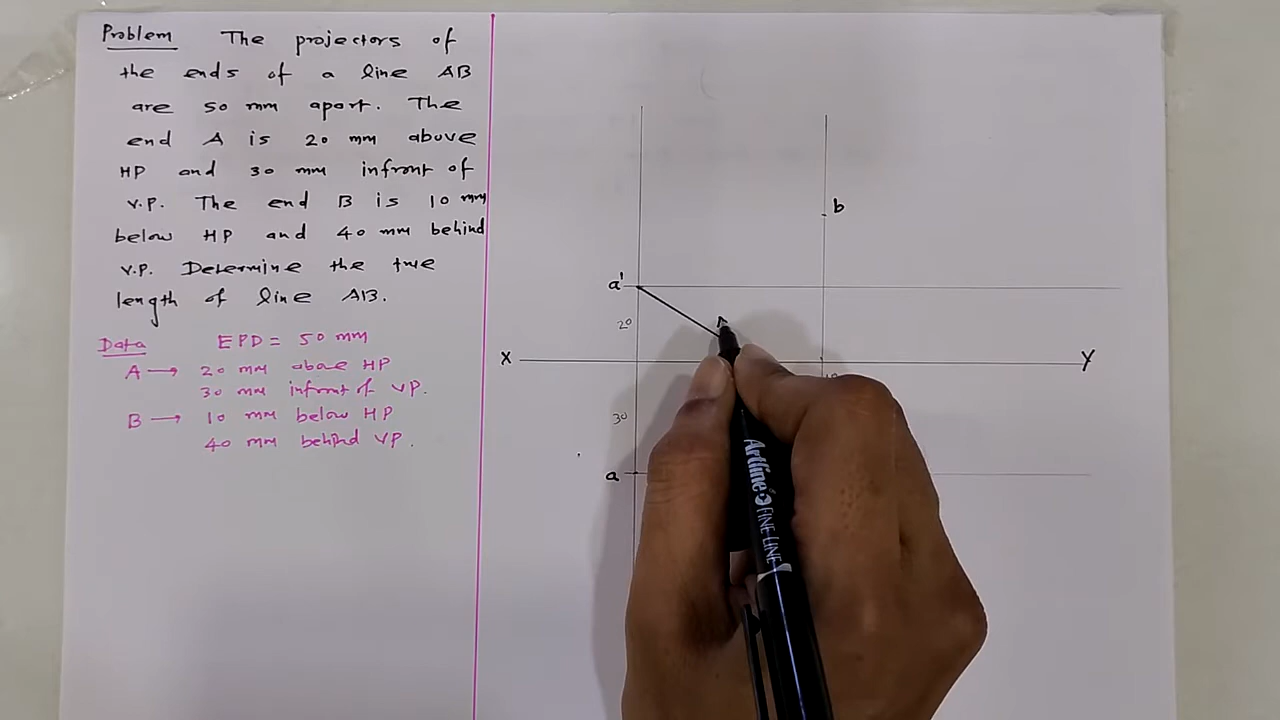 Problem The projectors of
the ends of a line AB
are 50 mm apart. The
end A is 20 mm above
HP and 30 mm infront of
V.P. The end B is 10 mm
below HP and 40 mm behind
V.P. Determine the true
length of line AB.
Data EPD = 50 mm
A → 20 mm above HP
30 mm infront of VP.
B → 10 mm below HP
40 mm behind VP.
b
a'
20
X Y
10
30
a
Artline FINE LINE